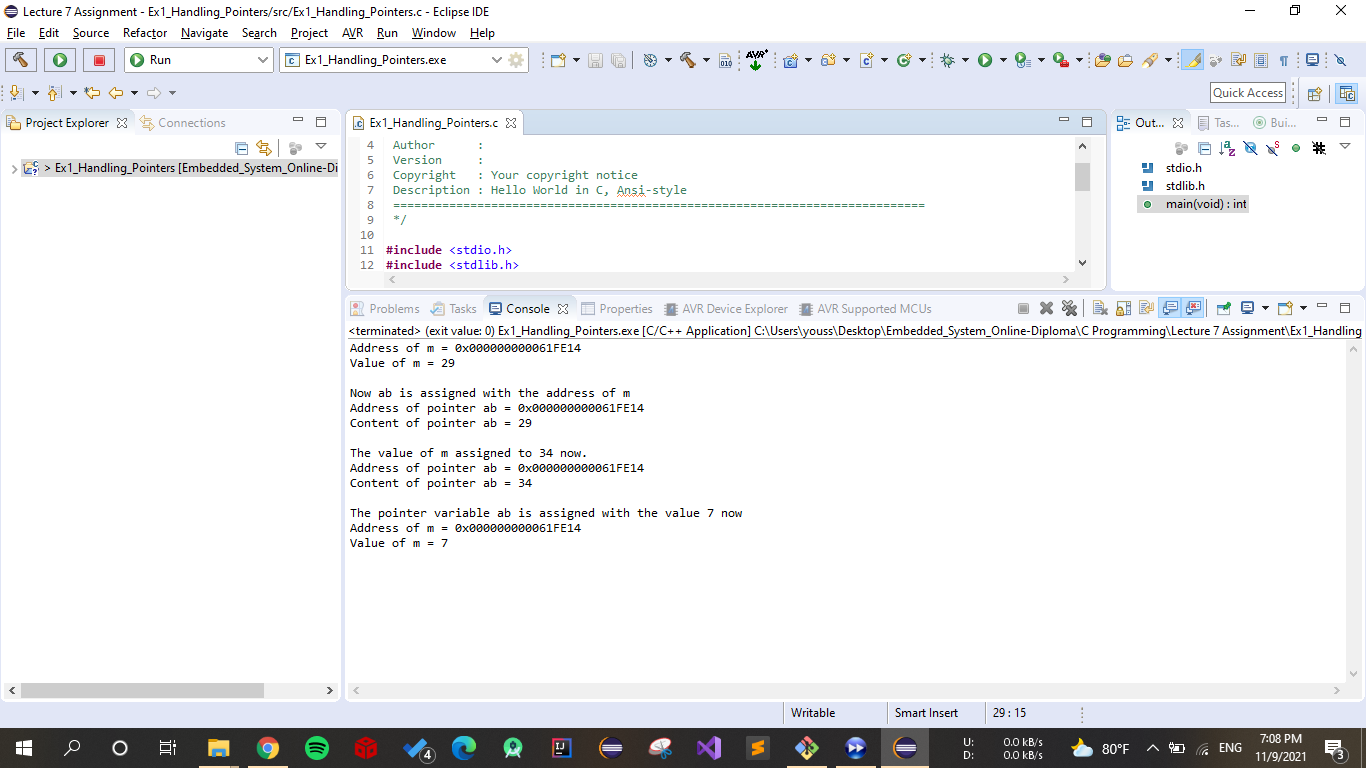 Lecture 7 Assignment - Ex1_Handling_Pointers/src/Ex1_Handling_Pointers.c - Eclipse IDE
File Edit Source Refactor Navigate Search Project AVR Run Window Help
Run
Ex1_Handling_Pointers.exe
010
AVR
Quick Access
Project Explorer
Connections
> Ex1_Handling_Pointers [Embedded_System_Online-Di
Ex1_Handling_Pointers.c
4 Author :
5 Version :
6 Copyright : Your copyright notice
7 Description : Hello World in C, Ansi-style
8 ============================================================================
9 */
10
11 #include <stdio.h>
12 #include <stdlib.h>
Out...
Tas...
Bui...
stdio.h
stdlib.h
main(void) : int
Problems
Tasks
Console
Properties
AVR Device Explorer
AVR Supported MCUs
<terminated> (exit value: 0) Ex1_Handling_Pointers.exe [C/C++ Application] C:\Users\youss\Desktop\Embedded_System_Online-Diploma\C Programming\Lecture 7 Assignment\Ex1_Handling
Address of m = 0x000000000061FE14
Value of m = 29
Now ab is assigned with the address of m
Address of pointer ab = 0x000000000061FE14
Content of pointer ab = 29
The value of m assigned to 34 now.
Address of pointer ab = 0x000000000061FE14
Content of pointer ab = 34
The pointer variable ab is assigned with the value 7 now
Address of m = 0x000000000061FE14
Value of m = 7
Writable
Smart Insert
29 : 15
4
U: 0.0 kB/s
D: 0.0 kB/s
80°F
ENG
7:08 PM
11/9/2021
3